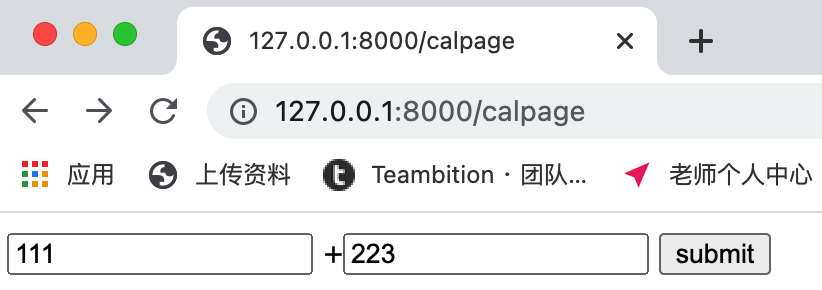 127.0.0.1:8000/calpage
127.0.0.1:8000/calpage
应用 上传资料 Teambition · 团队... 老师个人中心
111 +223 submit